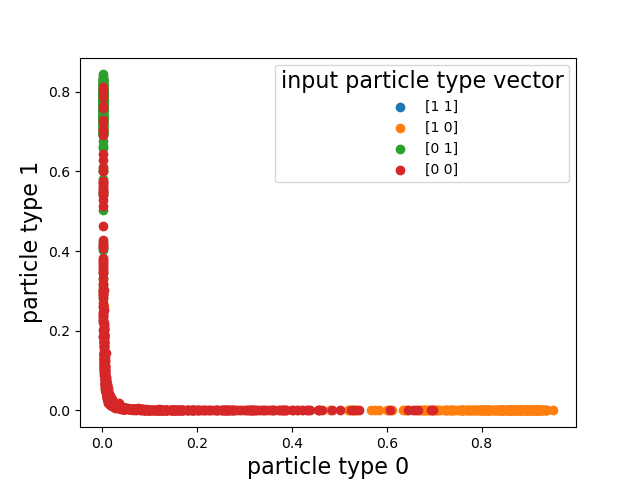 input particle type vector
[1 1]
[1 0]
[0 1]
[0 0]
0.8
0.6
0.4
0.2
0.0
particle type 1
0.0 0.2 0.4 0.6 0.8
particle type 0